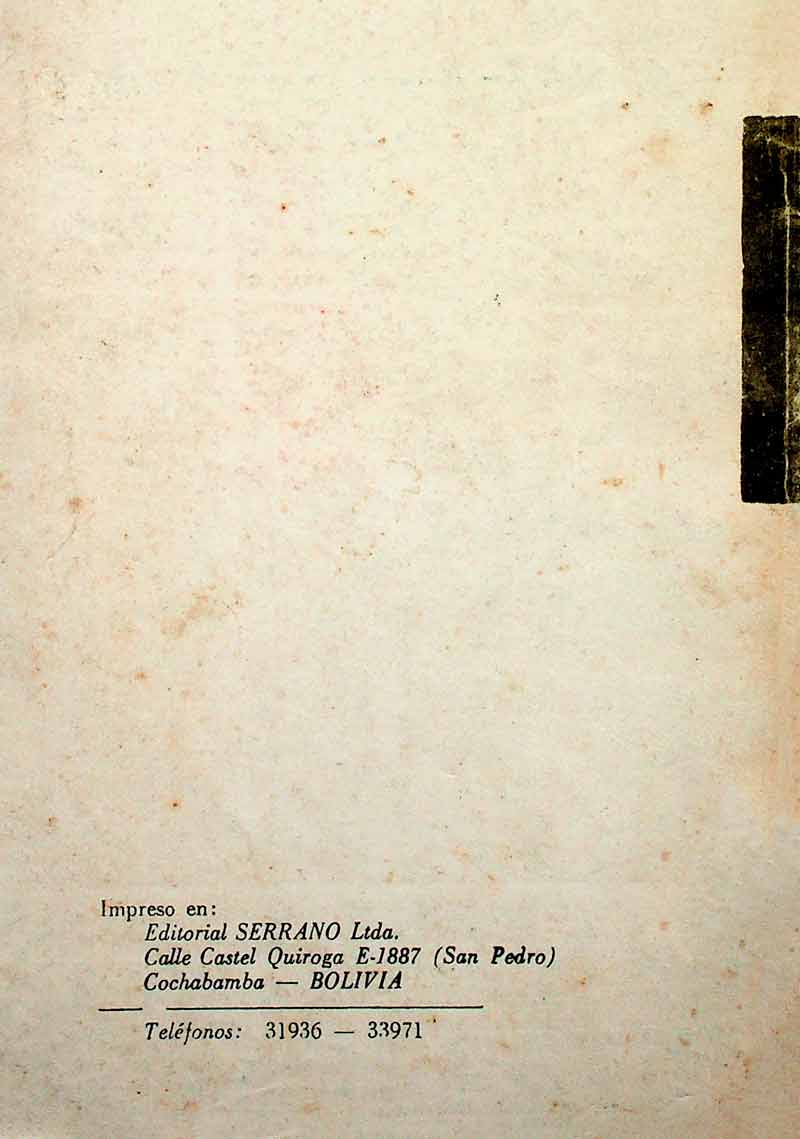 Impreso en:
Editorial SERRANO Ltda.
Calle Castel Quiroga E-1887 (San Pedro)
Cochabamba — BOLIVIA
Teléfonos: 31936 — 33971